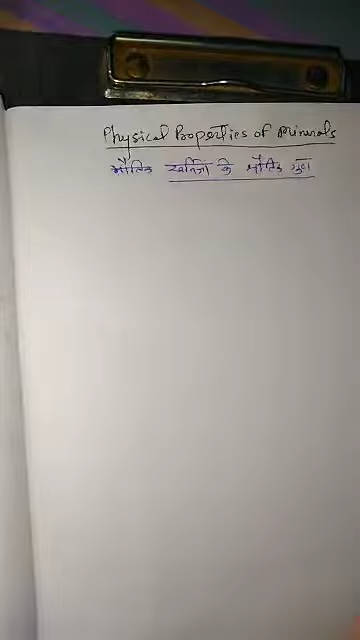 Physical Properties of Minerals
भौतिक खनिजों के भौतिक गुण